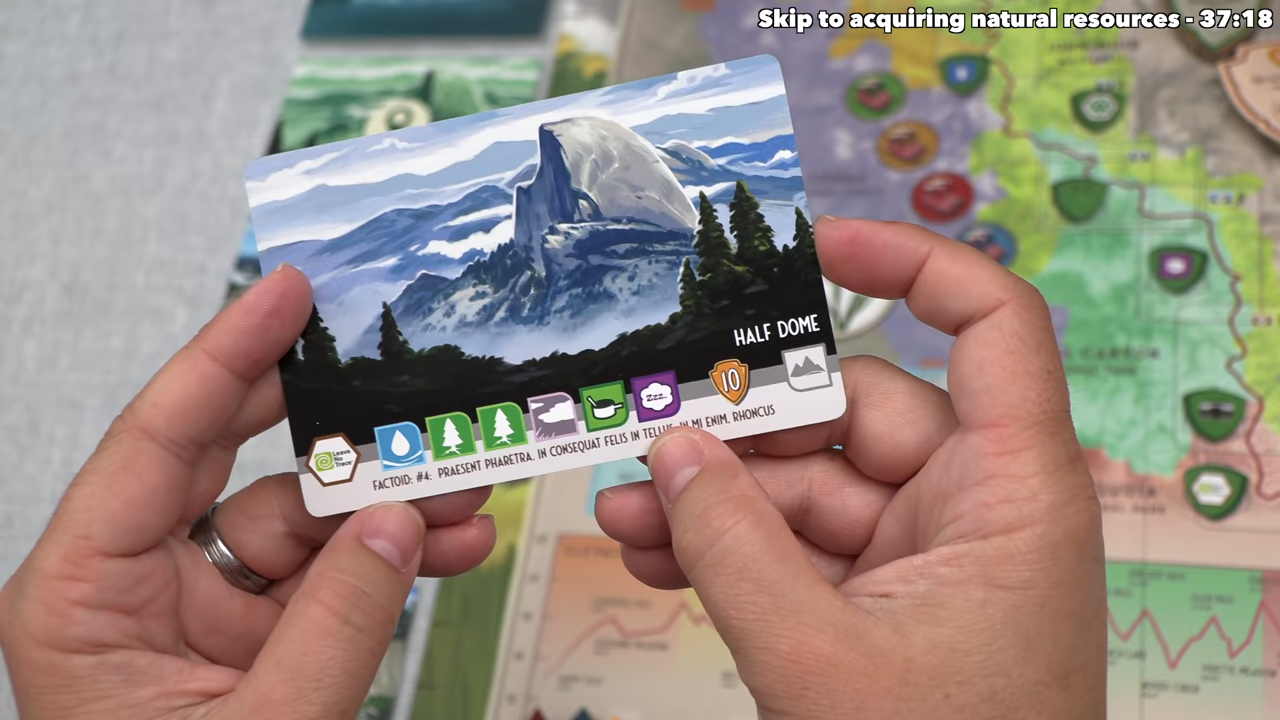 Skip to acquiring natural resources - 37:18
HALF DOME
10
Zzz
Leave
No
Trace
FACTOID: #4: PRAESENT PHARETRA. IN CONSEQUAT FELIS IN TELLUS IN MI ENIM. RHONCUS